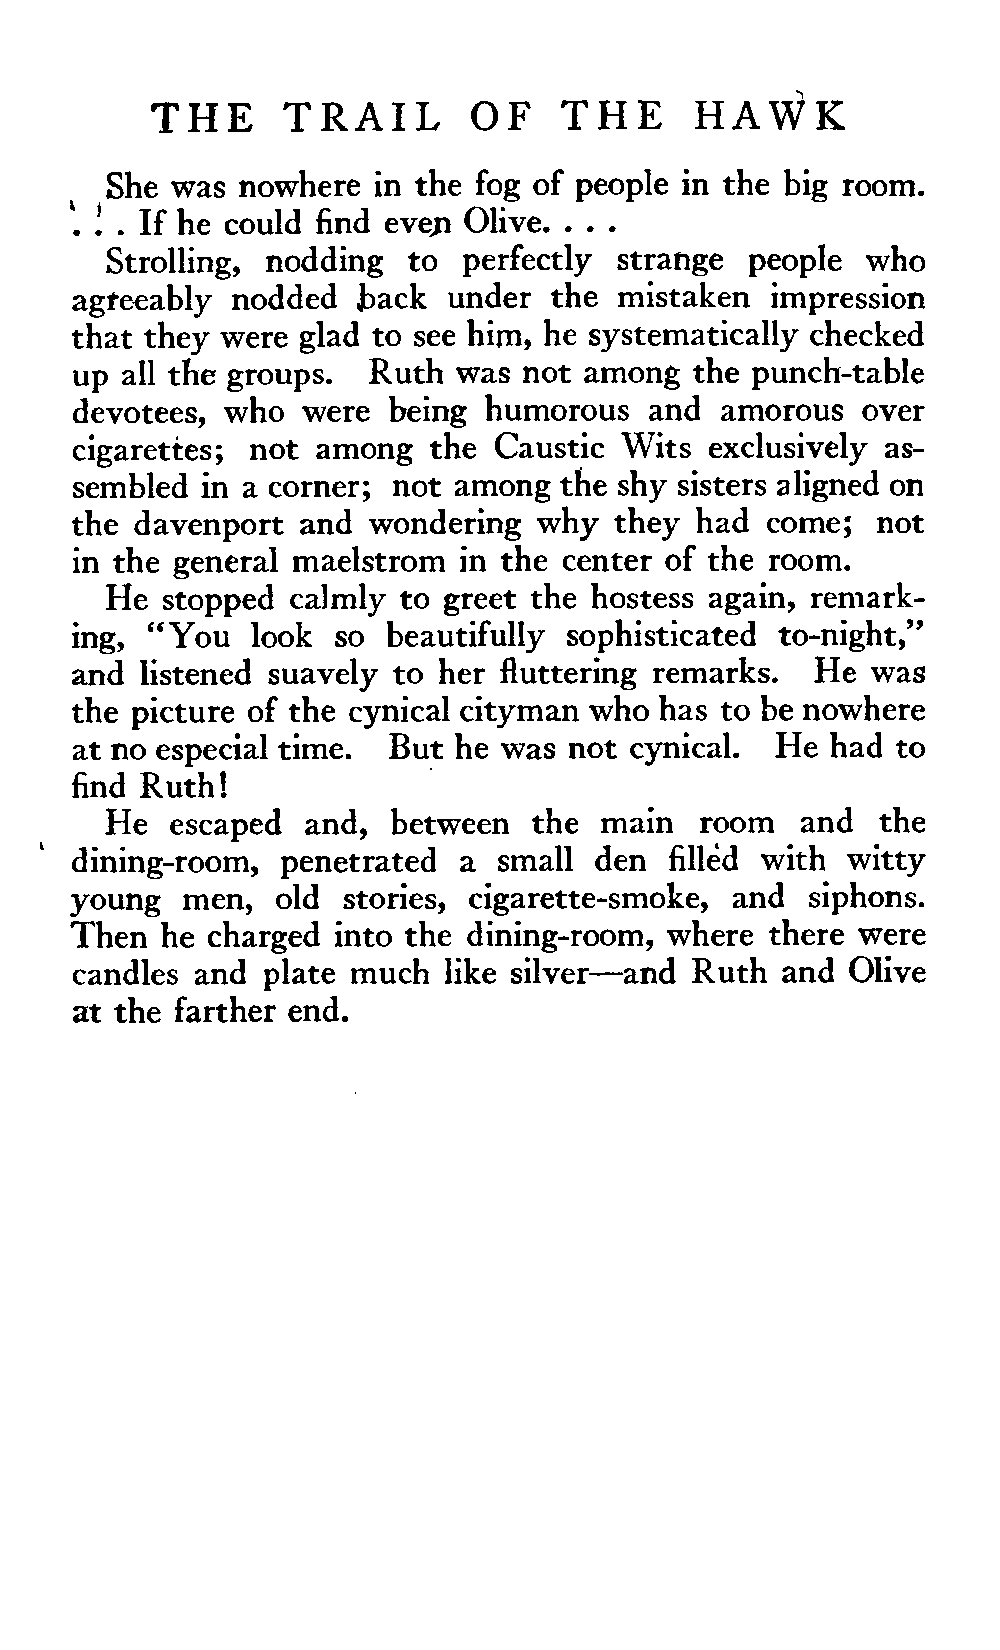 THE TRAIL OF THE HAWK
She was nowhere in the fog of people in the big room.
. . . If he could find even Olive. . . .
Strolling, nodding to perfectly strange people who
agreeably nodded back under the mistaken impression
that they were glad to see him, he systematically checked
up all the groups. Ruth was not among the punch-table
devotees, who were being humorous and amorous over
cigarettes; not among the Caustic Wits exclusively as-
sembled in a corner; not among the shy sisters aligned on
the davenport and wondering why they had come; not
in the general maelstrom in the center of the room.
He stopped calmly to greet the hostess again, remark-
ing, “You look so beautifully sophisticated to-night,”
and listened suavely to her fluttering remarks. He was
the picture of the cynical cityman who has to be nowhere
at no especial time. But he was not cynical. He had to
find Ruth!
He escaped and, between the main room and the
dining-room, penetrated a small den filled with witty
young men, old stories, cigarette-smoke, and siphons.
Then he charged into the dining-room, where there were
candles and plate much like silver—and Ruth and Olive
at the farther end.